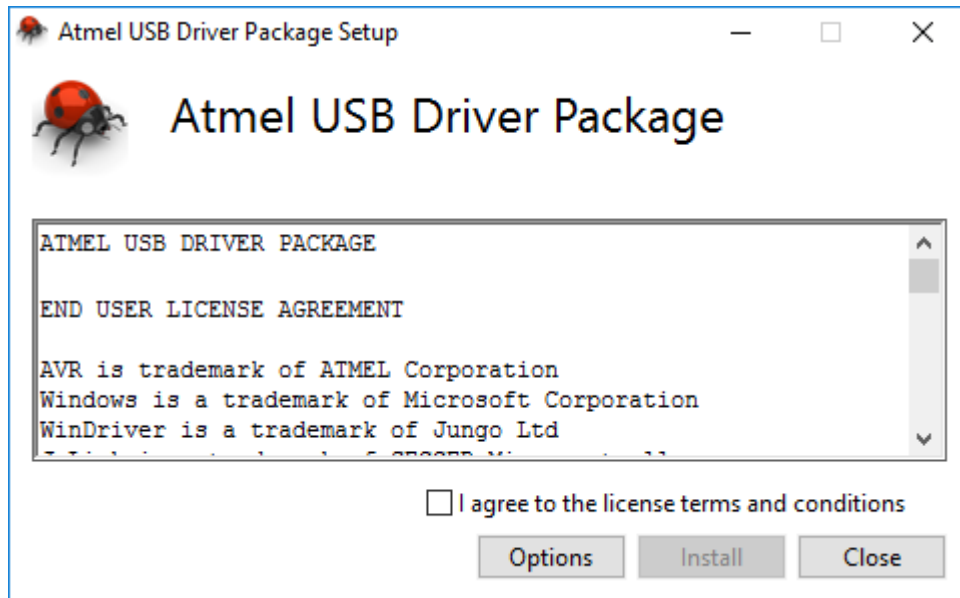 Atmel USB Driver Package Setup
Atmel USB Driver Package
ATMEL USB DRIVER PACKAGE
END USER LICENSE AGREEMENT
AVR is trademark of ATMEL Corporation
Windows is a trademark of Microsoft Corporation
WinDriver is a trademark of Jungo Ltd
I agree to the license terms and conditions
Options
Install
Close